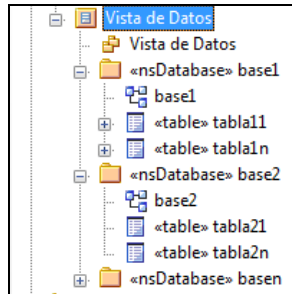 Vista de Datos
Vista de Datos
«nsDatabase» base1
base1
«table» tabla11
«table» tabla1n
«nsDatabase» base2
base2
«table» tabla21
«table» tabla2n
«nsDatabase» basen